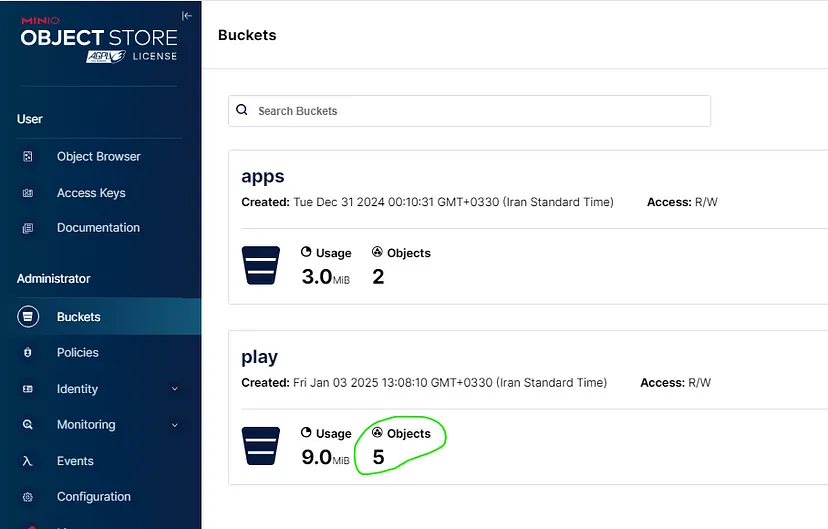 MINIO
OBJECT STORE
AGPLV3 LICENSE
User
Object Browser
Access Keys
Documentation
Administrator
Buckets
Policies
Identity
Monitoring
Events
Configuration
Buckets
Search Buckets
apps
Created: Tue Dec 31 2024 00:10:31 GMT+0330 (Iran Standard Time) Access: R/W
Usage Objects
3.0MiB 2
play
Created: Fri Jan 03 2025 13:08:10 GMT+0330 (Iran Standard Time) Access: R/W
Usage Objects
9.0MiB 5